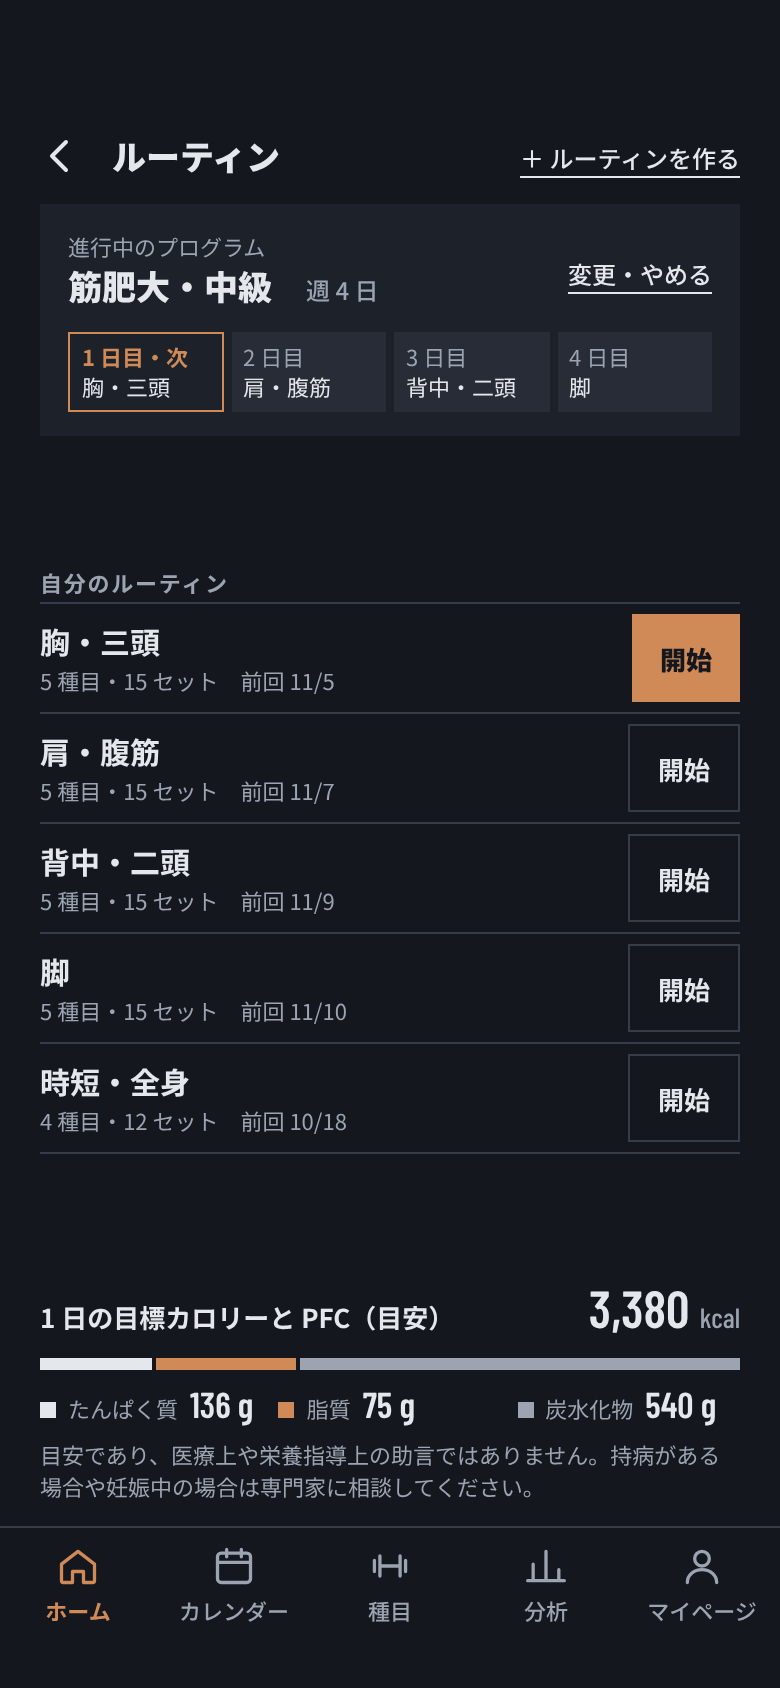 ルーティン
＋ ルーティンを作る
進行中のプログラム
筋肥大・中級 週 4 日
変更・やめる
1 日目・次
胸・三頭
2 日目
肩・腹筋
3 日目
背中・二頭
4 日目
脚
自分のルーティン
胸・三頭
5 種目・15 セット 前回 11/5
開始
肩・腹筋
5 種目・15 セット 前回 11/7
開始
背中・二頭
5 種目・15 セット 前回 11/9
開始
脚
5 種目・15 セット 前回 11/10
開始
時短・全身
4 種目・12 セット 前回 10/18
開始
1 日の目標カロリーと PFC（目安） 3,380 kcal
たんぱく質 136 g 脂質 75 g 炭水化物 540 g
目安であり、医療上や栄養指導上の助言ではありません。持病がある
場合や妊娠中の場合は専門家に相談してください。
ホーム カレンダー 種目 分析 マイページ